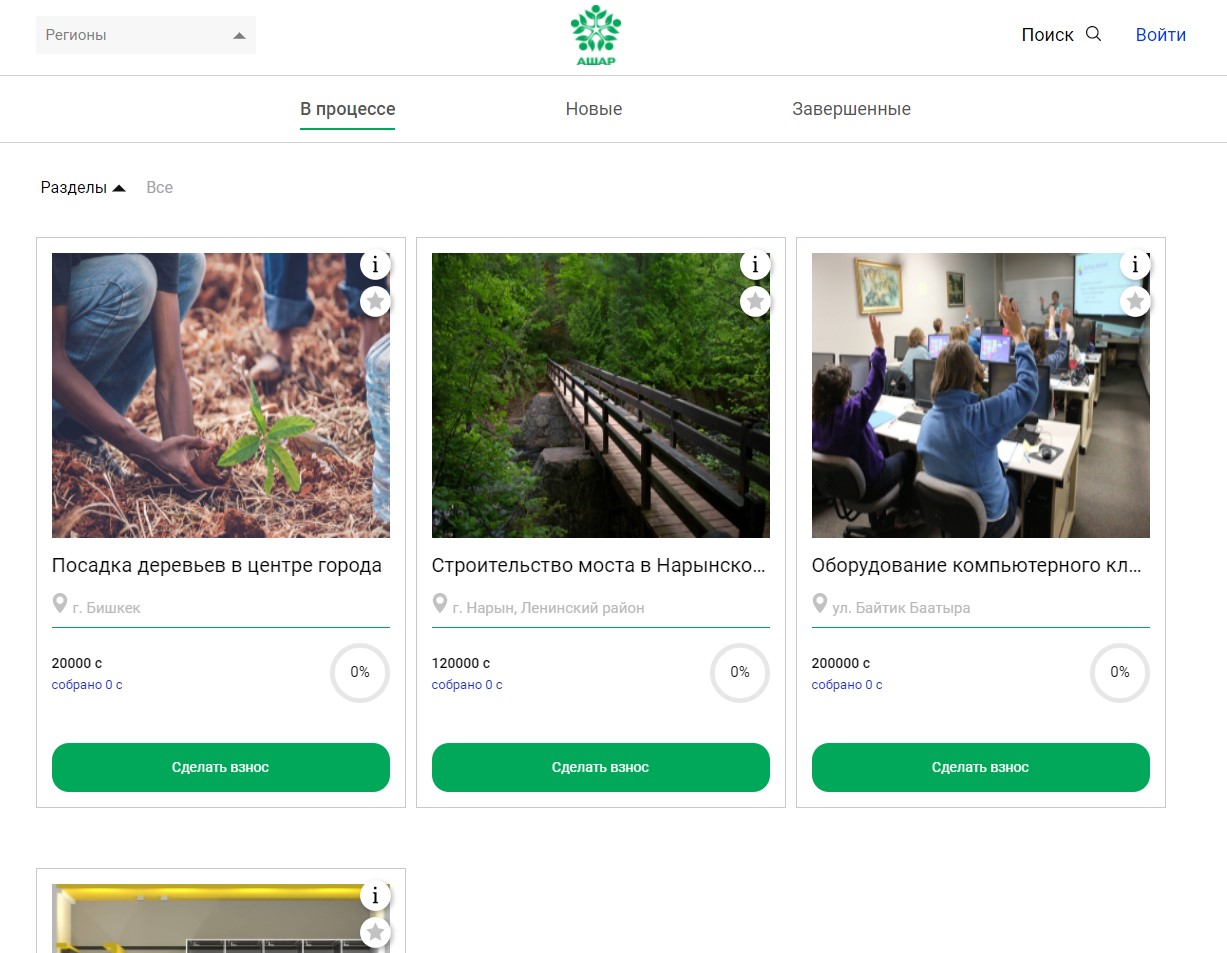 Регионы
АШАР
Поиск
Войти
В процессе
Новые
Завершенные
Разделы
Все
i
i
i
Посадка деревьев в центре города
Строительство моста в Нарынско...
Оборудование компьютерного кл...
г. Бишкек
г. Нарын, Ленинский район
ул. Байтик Баатыра
20000 с
собрано 0 с
0%
120000 с
собрано 0 с
0%
200000 с
собрано 0 с
0%
Сделать взнос
Сделать взнос
Сделать взнос
i